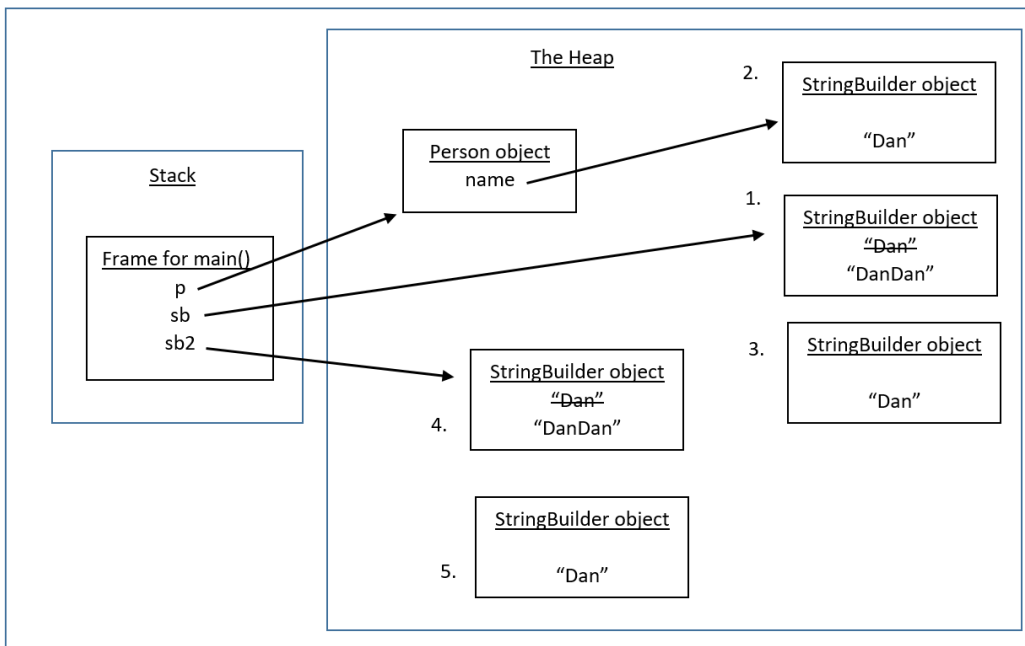 The Heap
2.
StringBuilder object
“Dan”
Person object
name
Stack
1.
StringBuilder object
“Dan”
“DanDan”
Frame for main()
p
sb
sb2
3.
StringBuilder object
“Dan”
StringBuilder object
“Dan”
4.
“DanDan”
StringBuilder object
5.
“Dan”